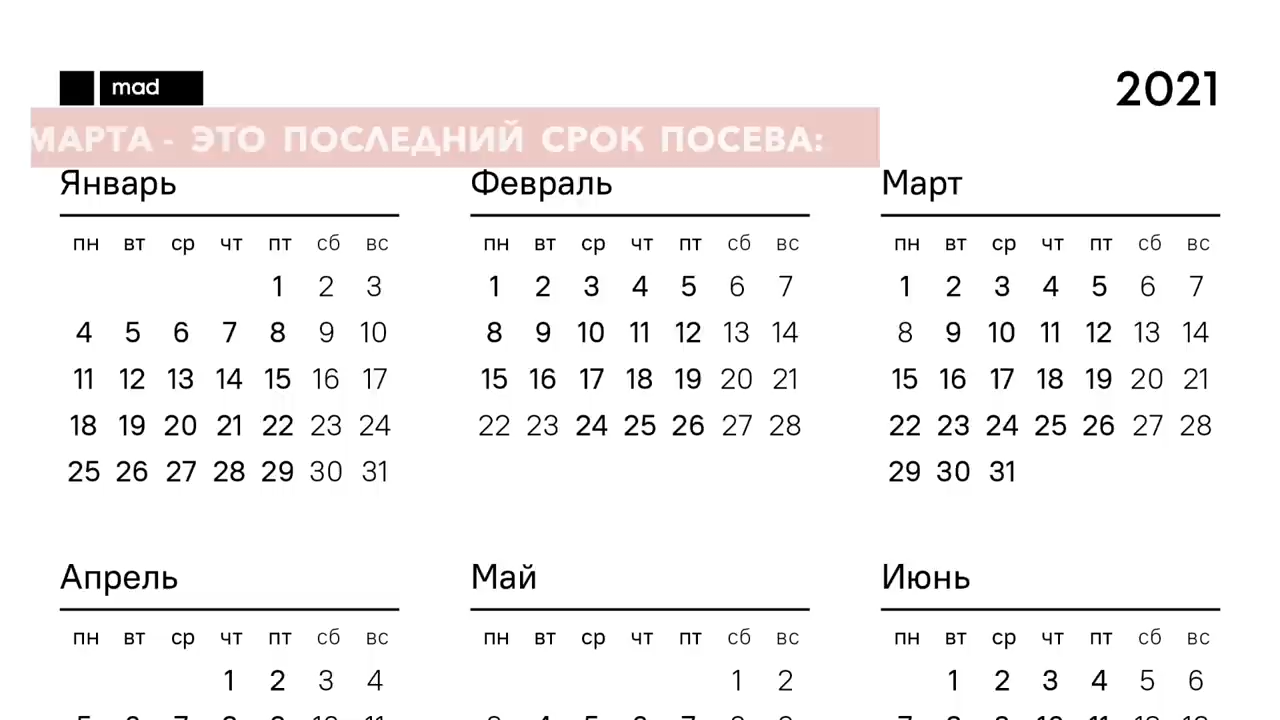 mad
2021
МАРТА - ЭТО ПОСЛЕДНИЙ СРОК ПОСЕВА:
Январь
пн вт ср чт пт сб вс
1 2 3
4 5 6 7 8 9 10
11 12 13 14 15 16 17
18 19 20 21 22 23 24
25 26 27 28 29 30 31
Февраль
пн вт ср чт пт сб вс
1 2 3 4 5 6 7
8 9 10 11 12 13 14
15 16 17 18 19 20 21
22 23 24 25 26 27 28
Март
пн вт ср чт пт сб вс
1 2 3 4 5 6 7
8 9 10 11 12 13 14
15 16 17 18 19 20 21
22 23 24 25 26 27 28
29 30 31
Апрель
пн вт ср чт пт сб вс
1 2 3 4
Май
пн вт ср чт пт сб вс
1 2
Июнь
пн вт ср чт пт сб вс
1 2 3 4 5 6